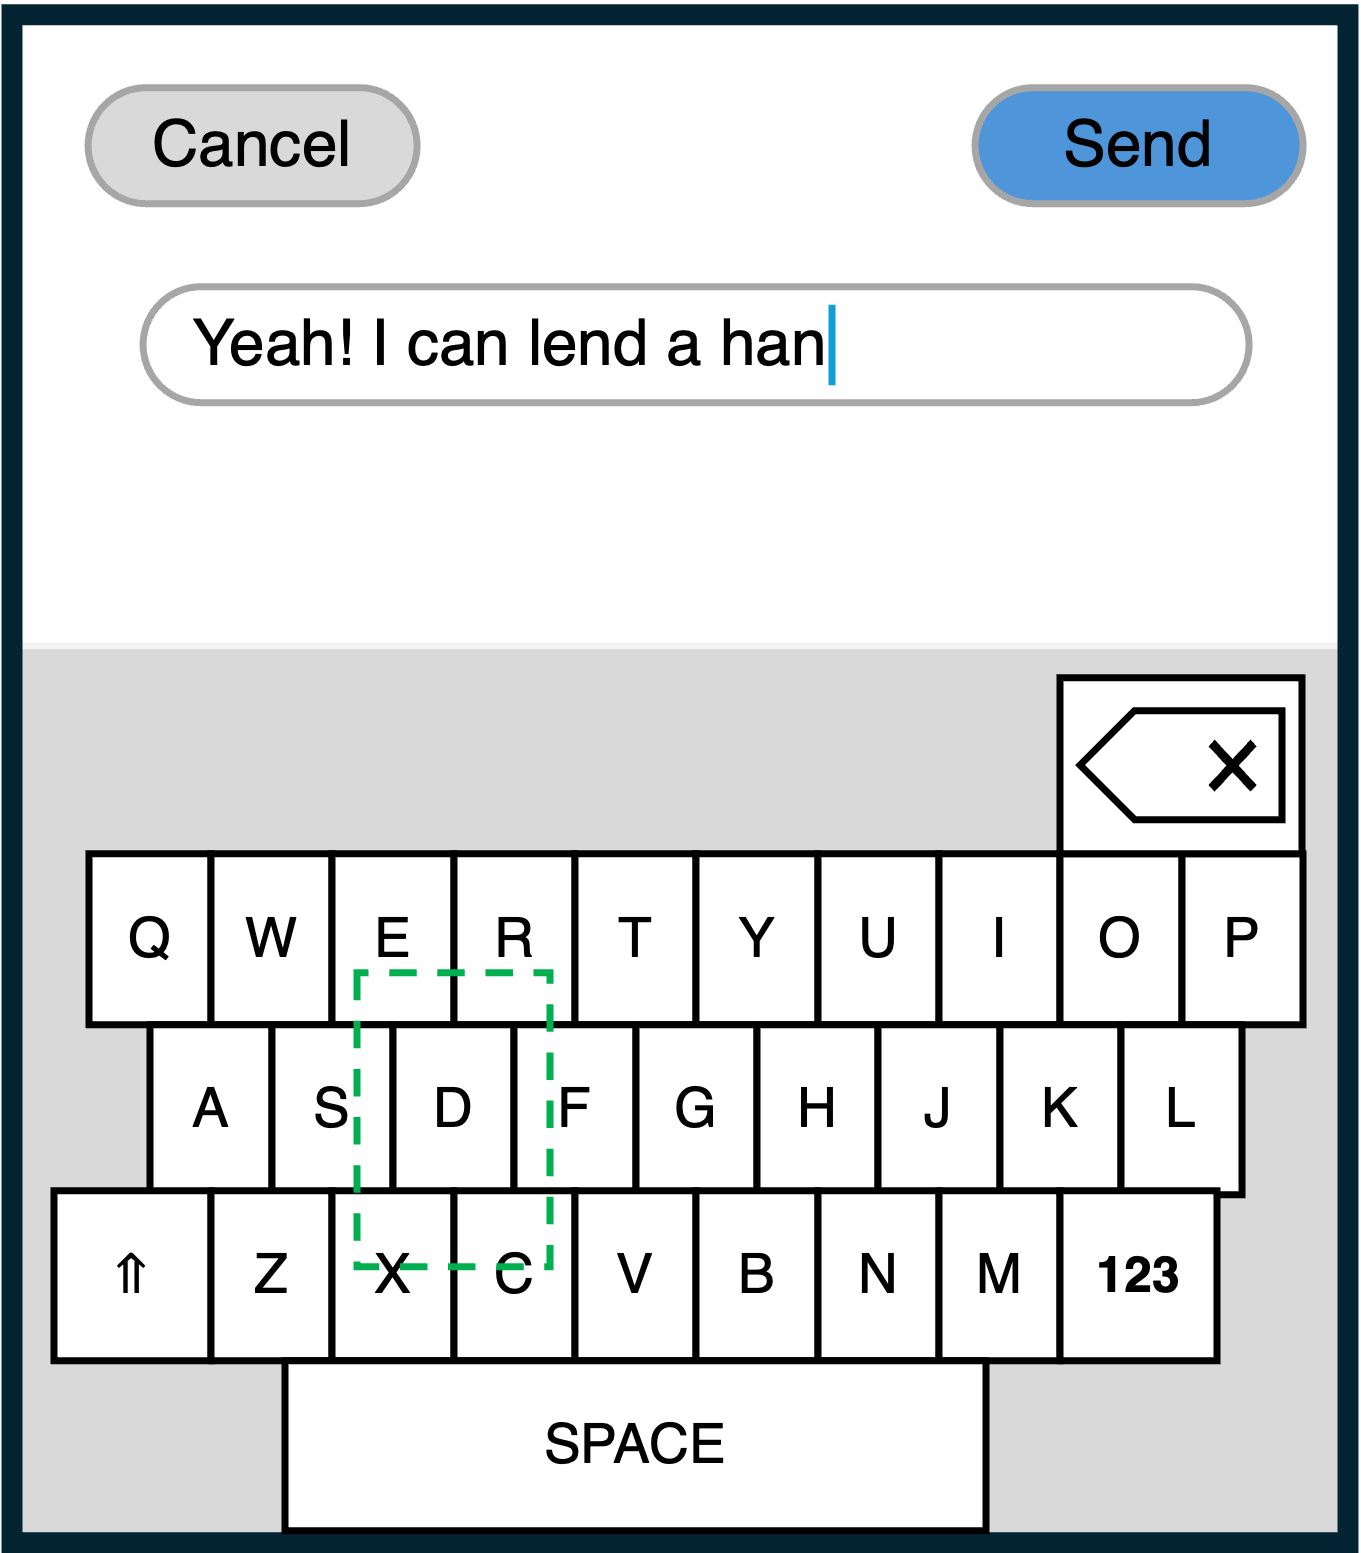 Cancel Send
Yeah! I can lend a han
Q W E R T Y U I O P
A S D F G H J K L
⇑ Z X C V B N M 123
SPACE